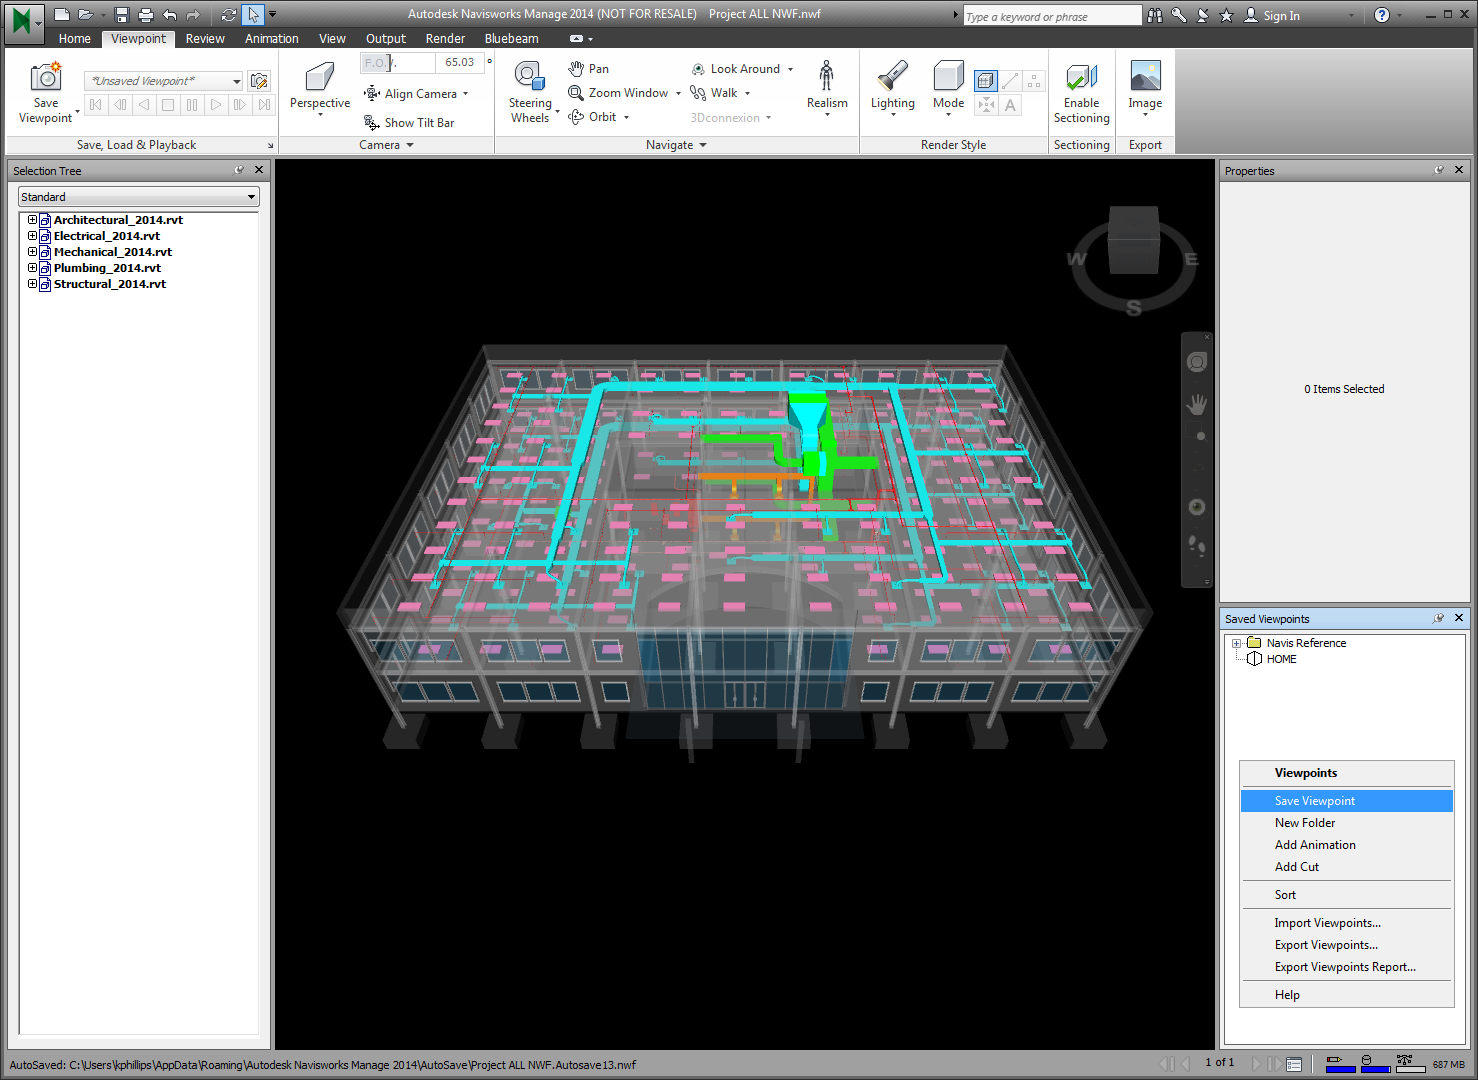 Autodesk Navisworks Manage 2014 (NOT FOR RESALE) Project ALL NWF.nwf
Type a keyword or phrase
Sign In
Home Viewpoint Review Animation View Output Render Bluebeam
Save Viewpoint
*Unsaved Viewpoint*
Save, Load & Playback
Perspective
65.03 °
Align Camera
Show Tilt Bar
Camera
Steering Wheels
Pan
Zoom Window
Orbit
Look Around
Walk
3Dconnexion
Realism
Navigate
Lighting
Mode
A
Render Style
Enable Sectioning
Sectioning
Image
Export
Selection Tree
Standard
Architectural_2014.rvt
Electrical_2014.rvt
Mechanical_2014.rvt
Plumbing_2014.rvt
Structural_2014.rvt
W
E
S
Properties
0 Items Selected
Saved Viewpoints
Navis Reference
HOME
Viewpoints
Save Viewpoint
New Folder
Add Animation
Add Cut
Sort
Import Viewpoints...
Export Viewpoints...
Export Viewpoints Report...
Help
AutoSaved: C:\Users\kphillips\AppData\Roaming\Autodesk Navisworks Manage 2014\AutoSave\Project ALL NWF.Autosave13.nwf
1 of 1
687 MB